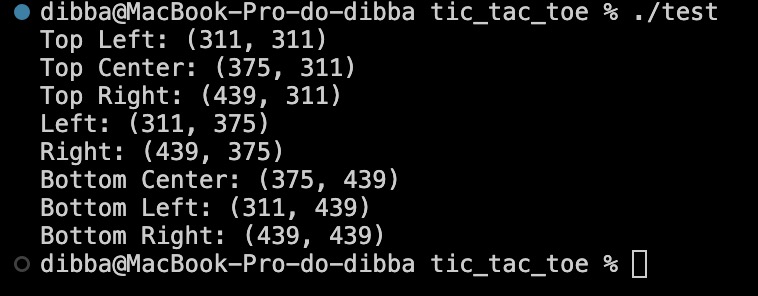 dibba@MacBook-Pro-do-dibba tic_tac_toe % ./test
Top Left: (311, 311)
Top Center: (375, 311)
Top Right: (439, 311)
Left: (311, 375)
Right: (439, 375)
Bottom Center: (375, 439)
Bottom Left: (311, 439)
Bottom Right: (439, 439)
dibba@MacBook-Pro-do-dibba tic_tac_toe %